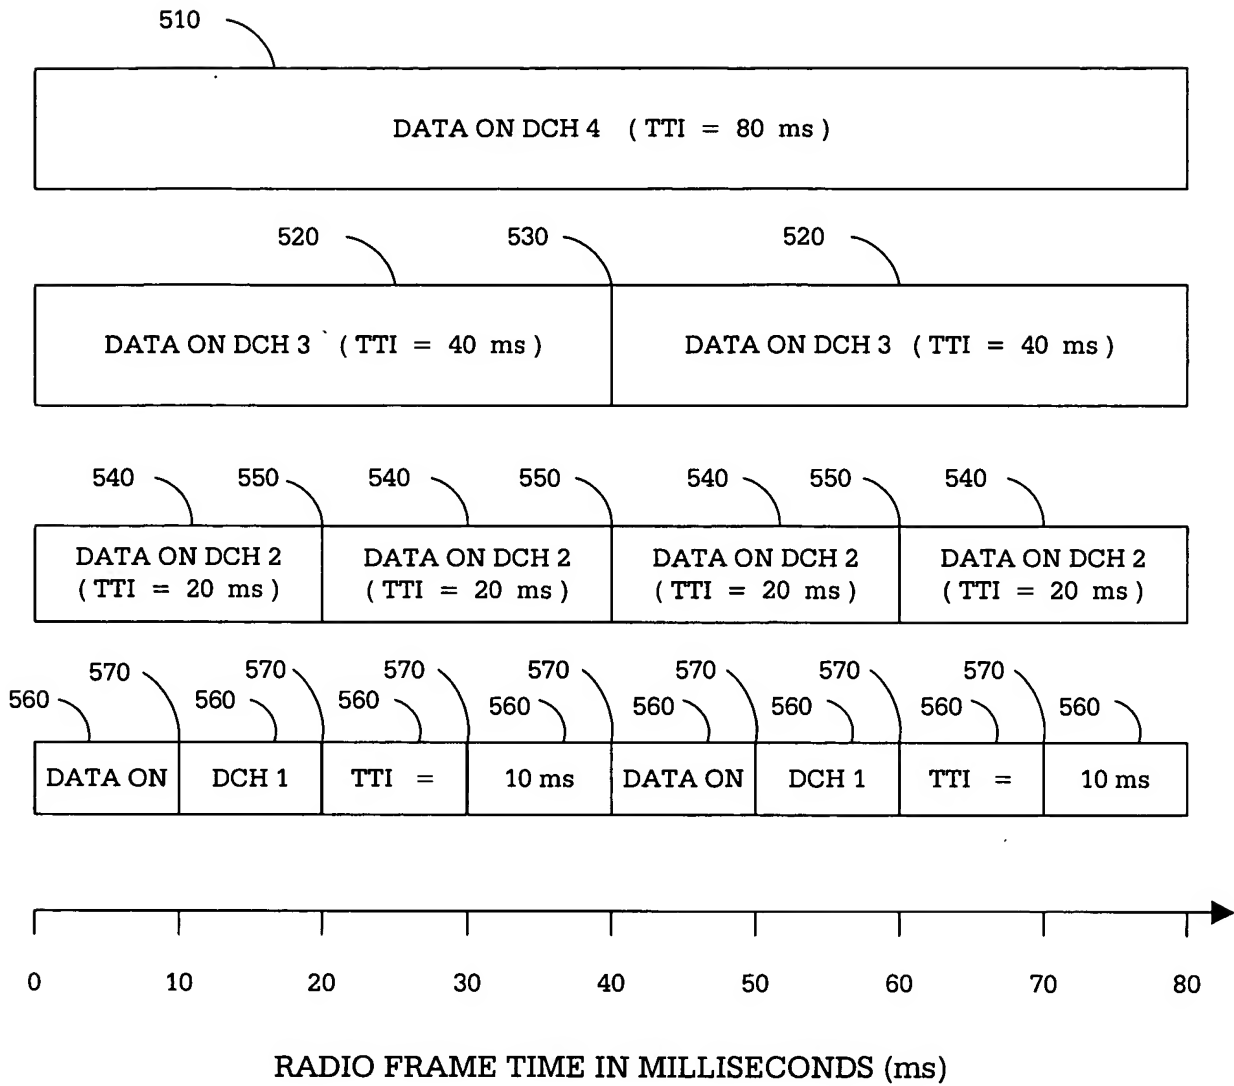 510
DATA ON DCH 4 ( TTI = 80 ms )
520 530 520
DATA ON DCH 3 ( TTI = 40 ms ) DATA ON DCH 3 ( TTI = 40 ms )
540 550 540 550 540 550 540
DATA ON DCH 2 DATA ON DCH 2 DATA ON DCH 2 DATA ON DCH 2
( TTI = 20 ms ) ( TTI = 20 ms ) ( TTI = 20 ms ) ( TTI = 20 ms )
570 570 570 570 570 570 570
560 560 560 560 560 560 560 560
DATA ON DCH 1 TTI = 10 ms DATA ON DCH 1 TTI = 10 ms
0 10 20 30 40 50 60 70 80
RADIO FRAME TIME IN MILLISECONDS (ms)